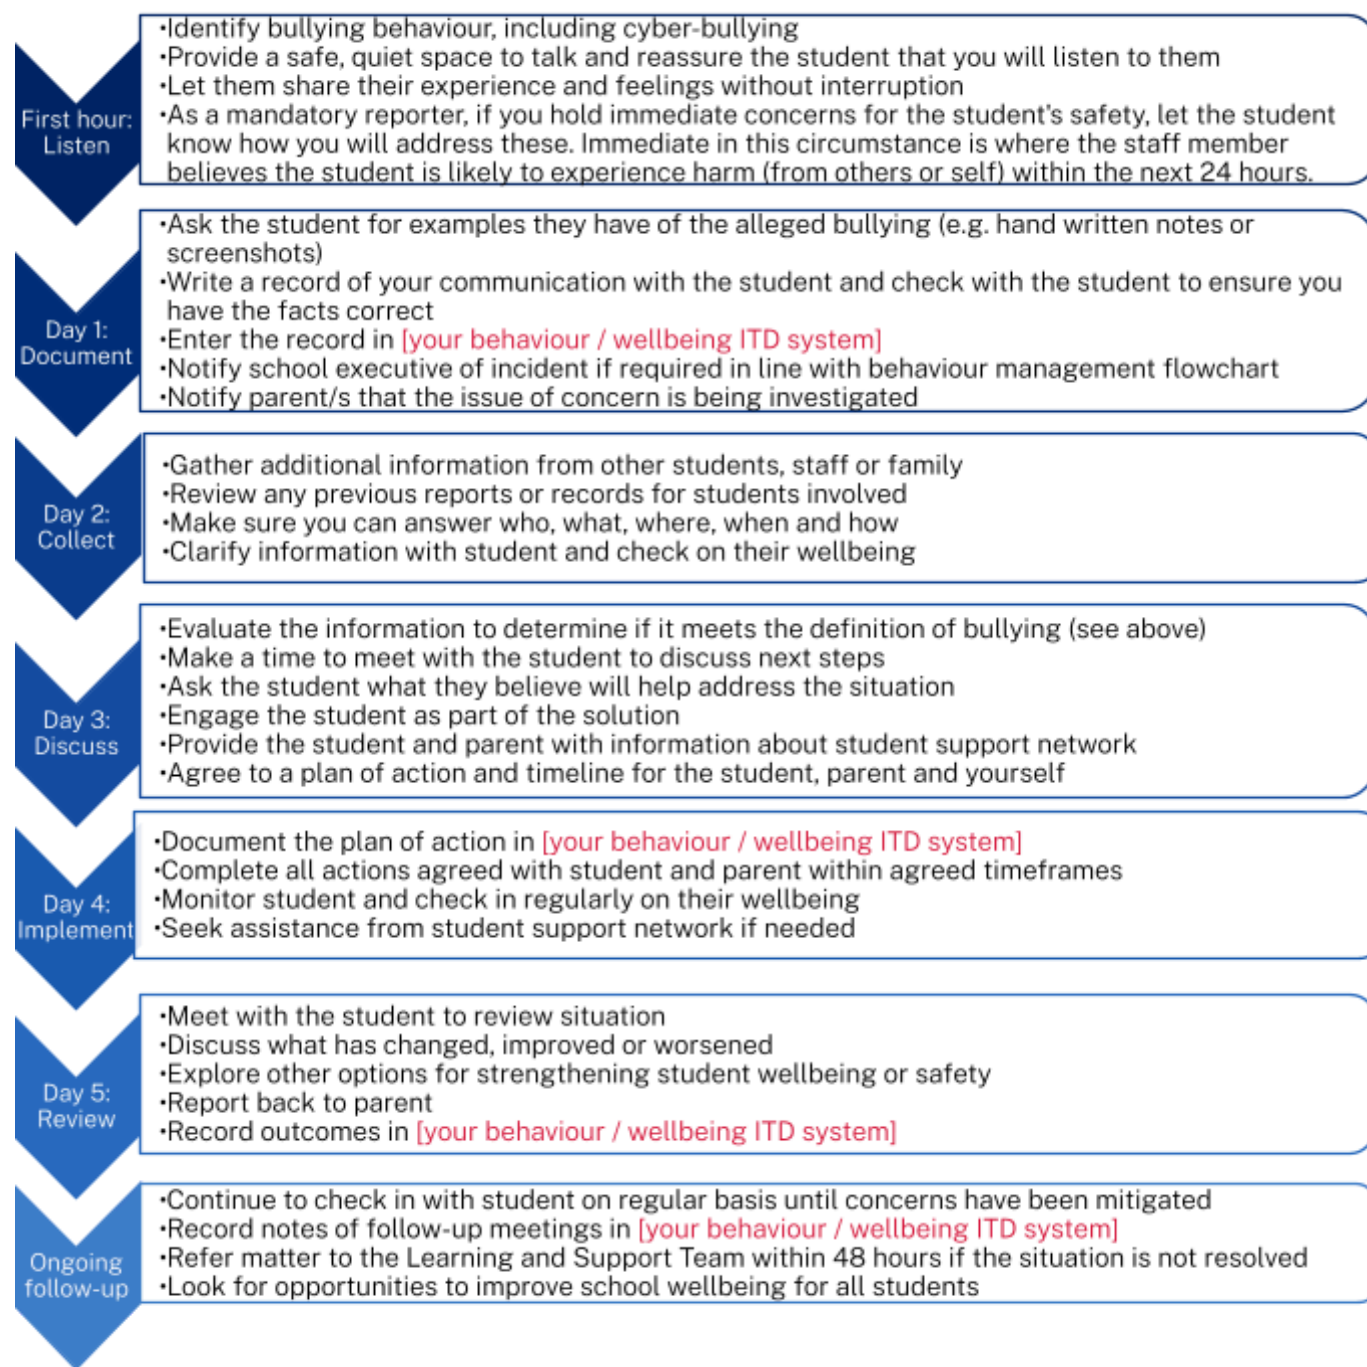 First hour:
Listen
•Identify bullying behaviour, including cyber-bullying
•Provide a safe, quiet space to talk and reassure the student that you will listen to them
•Let them share their experience and feelings without interruption
•As a mandatory reporter, if you hold immediate concerns for the student's safety, let the student
know how you will address these. Immediate in this circumstance is where the staff member
believes the student is likely to experience harm (from others or self) within the next 24 hours.
Day 1:
Document
•Ask the student for examples they have of the alleged bullying (e.g. hand written notes or
screenshots)
•Write a record of your communication with the student and check with the student to ensure you
have the facts correct
•Enter the record in [your behaviour / wellbeing ITD system]
•Notify school executive of incident if required in line with behaviour management flowchart
•Notify parent/s that the issue of concern is being investigated
Day 2:
Collect
•Gather additional information from other students, staff or family
•Review any previous reports or records for students involved
•Make sure you can answer who, what, where, when and how
•Clarify information with student and check on their wellbeing
Day 3:
Discuss
•Evaluate the information to determine if it meets the definition of bullying (see above)
•Make a time to meet with the student to discuss next steps
•Ask the student what they believe will help address the situation
•Engage the student as part of the solution
•Provide the student and parent with information about student support network
•Agree to a plan of action and timeline for the student, parent and yourself
Day 4:
Implement
•Document the plan of action in [your behaviour / wellbeing ITD system]
•Complete all actions agreed with student and parent within agreed timeframes
•Monitor student and check in regularly on their wellbeing
•Seek assistance from student support network if needed
Day 5:
Review
•Meet with the student to review situation
•Discuss what has changed, improved or worsened
•Explore other options for strengthening student wellbeing or safety
•Report back to parent
•Record outcomes in [your behaviour / wellbeing ITD system]
Ongoing
follow-up
•Continue to check in with student on regular basis until concerns have been mitigated
•Record notes of follow-up meetings in [your behaviour / wellbeing ITD system]
•Refer matter to the Learning and Support Team within 48 hours if the situation is not resolved
•Look for opportunities to improve school wellbeing for all students